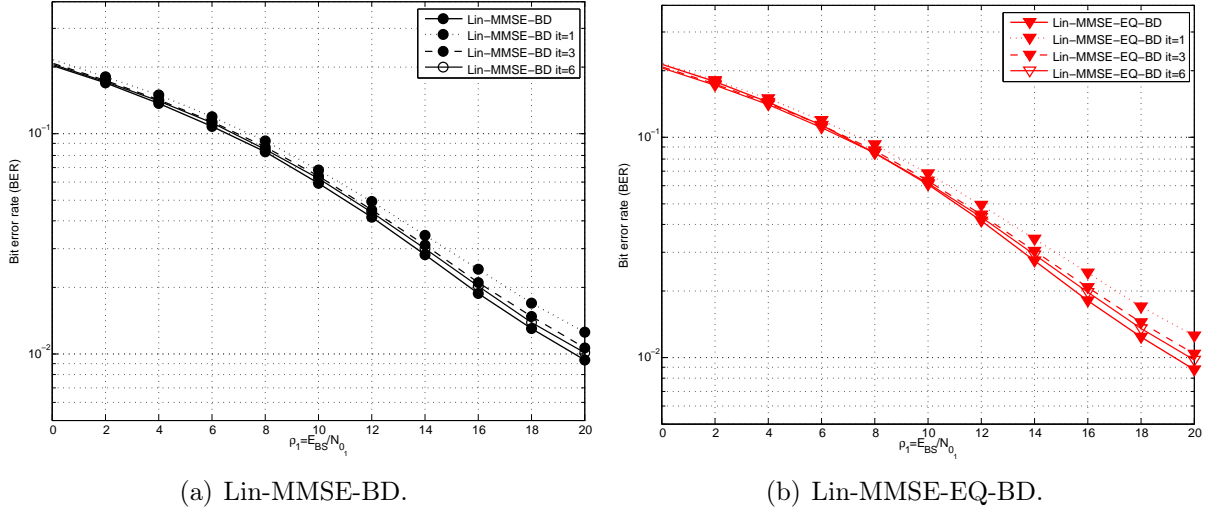 Lin−MMSE−BD
Lin−MMSE−BD it=1
Lin−MMSE−BD it=3
Lin−MMSE−BD it=6
10⁻¹
10⁻²
Bit error rate (BER)
0 2 4 6 8 10 12 14 16 18 20
ρ₁=E_BS/N_0₁
(a) Lin-MMSE-BD.
Lin−MMSE−EQ−BD
Lin−MMSE−EQ−BD it=1
Lin−MMSE−EQ−BD it=3
Lin−MMSE−EQ−BD it=6
10⁻¹
10⁻²
Bit error rate (BER)
0 2 4 6 8 10 12 14 16 18 20
ρ₁=E_BS/N_0₁
(b) Lin-MMSE-EQ-BD.